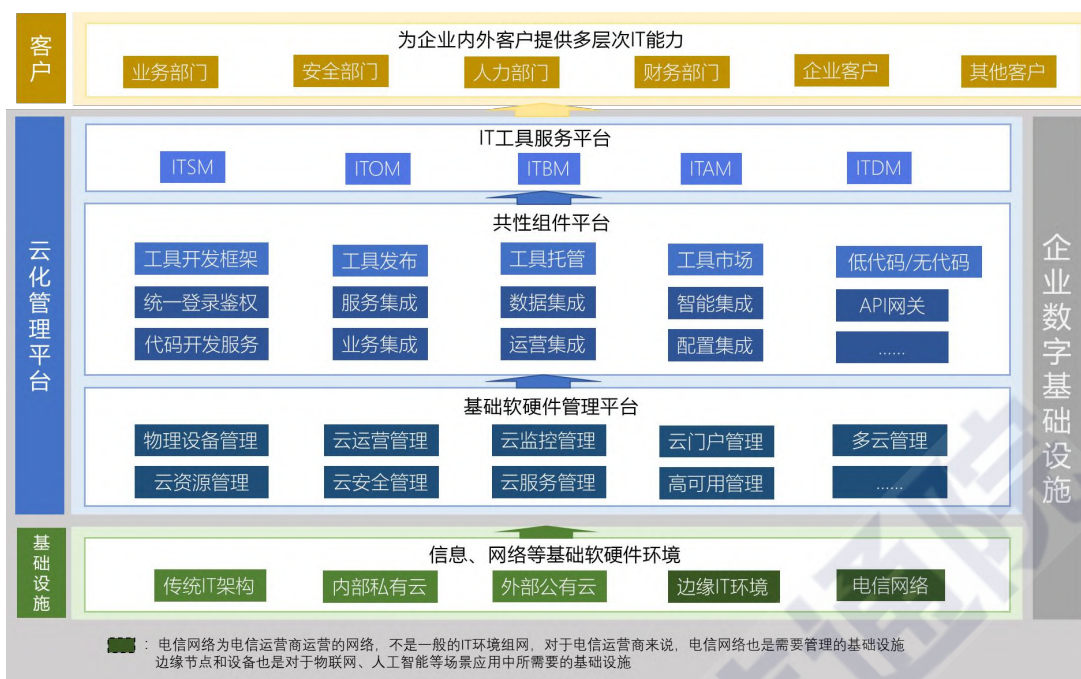 客户
为企业内外客户提供多层次IT能力
业务部门 安全部门 人力部门 财务部门 企业客户 其他客户
云化管理平台
IT工具服务平台
ITSM ITOM ITBM ITAM ITDM
共性组件平台
工具开发框架 工具发布 工具托管 工具市场 低代码/无代码
统一登录鉴权 服务集成 数据集成 智能集成 API网关
代码开发服务 业务集成 运营集成 配置集成 ......
基础软硬件管理平台
物理设备管理 云运营管理 云监控管理 云门户管理 多云管理
云资源管理 云安全管理 云服务管理 高可用管理 ......
企业数字基础设施
基础设施
信息、网络等基础软硬件环境
传统IT架构 内部私有云 外部公有云 边缘IT环境 电信网络
：电信网络为电信运营商运营的网络，不是一般的IT环境组网，对于电信运营商来说，电信网络也是需要管理的基础设施
边缘节点和设备也是对于物联网、人工智能等场景应用中所需要的基础设施
通院